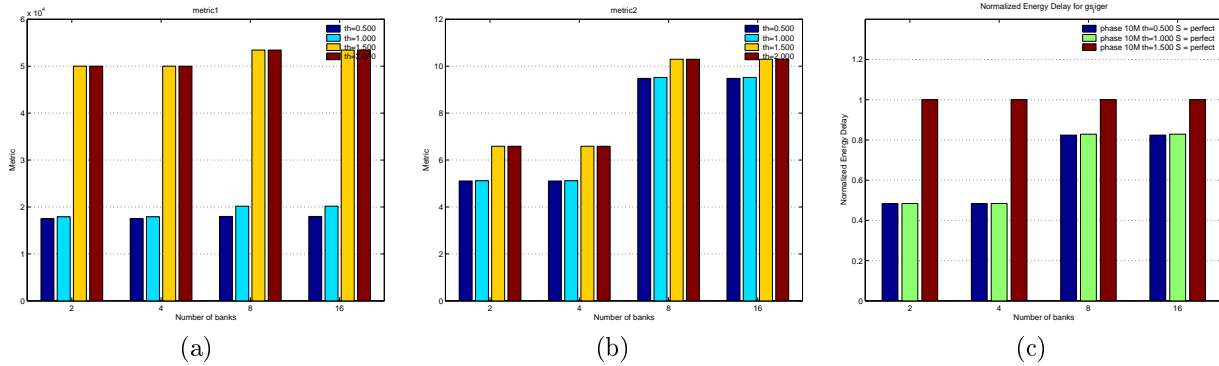 metric1
x 10⁴
th=0.500
th=1.000
th=1.500
th=2.000
6
5
4
3
2
1
0
Metric
2 4 8 16
Number of banks
(a)
metric2
th=0.500
th=1.000
th=1.500
th=2.000
12
10
8
6
4
2
0
Metric
2 4 8 16
Number of banks
(b)
Normalized Energy Delay for gsᵢiger
phase 10M th=0.500 S = perfect
phase 10M th=1.000 S = perfect
phase 10M th=1.500 S = perfect
1.2
1
0.8
0.6
0.4
0.2
0
Normalized Energy Delay
2 4 8 16
Number of banks
(c)